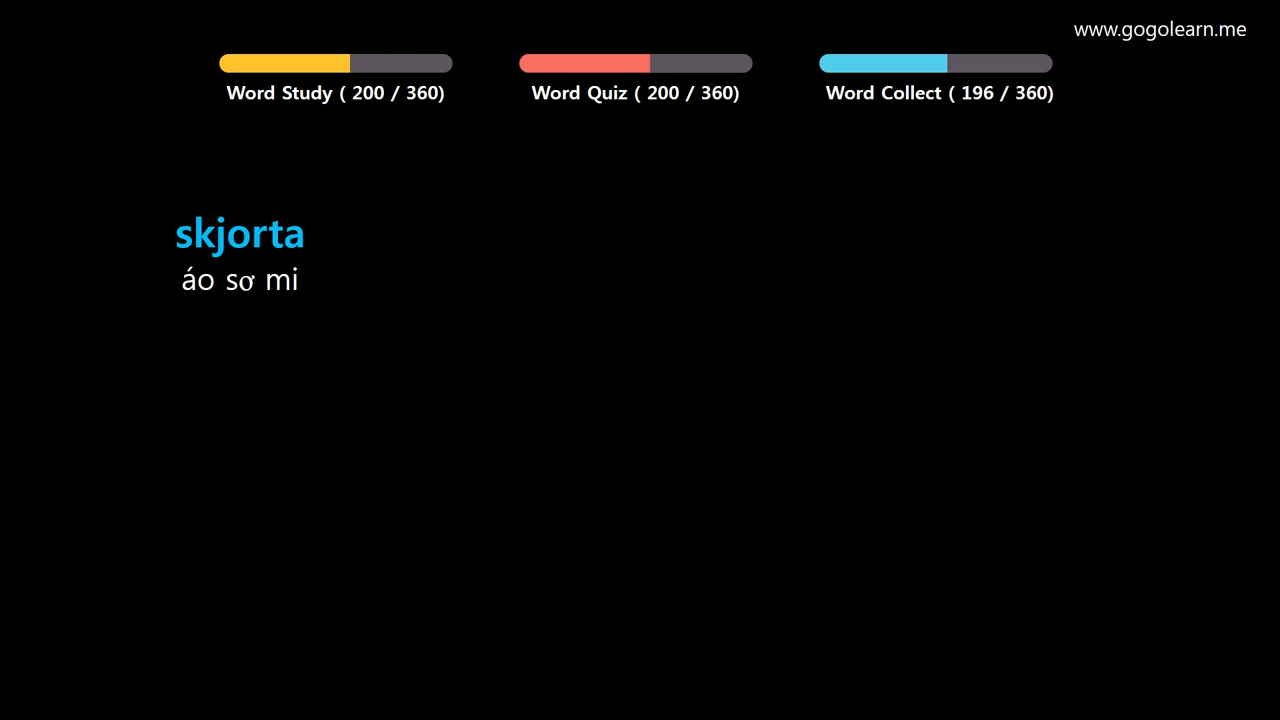 www.gogolearn.me
Word Study ( 200 / 360)
Word Quiz ( 200 / 360)
Word Collect ( 196 / 360)
skjorta
áo sơ mi